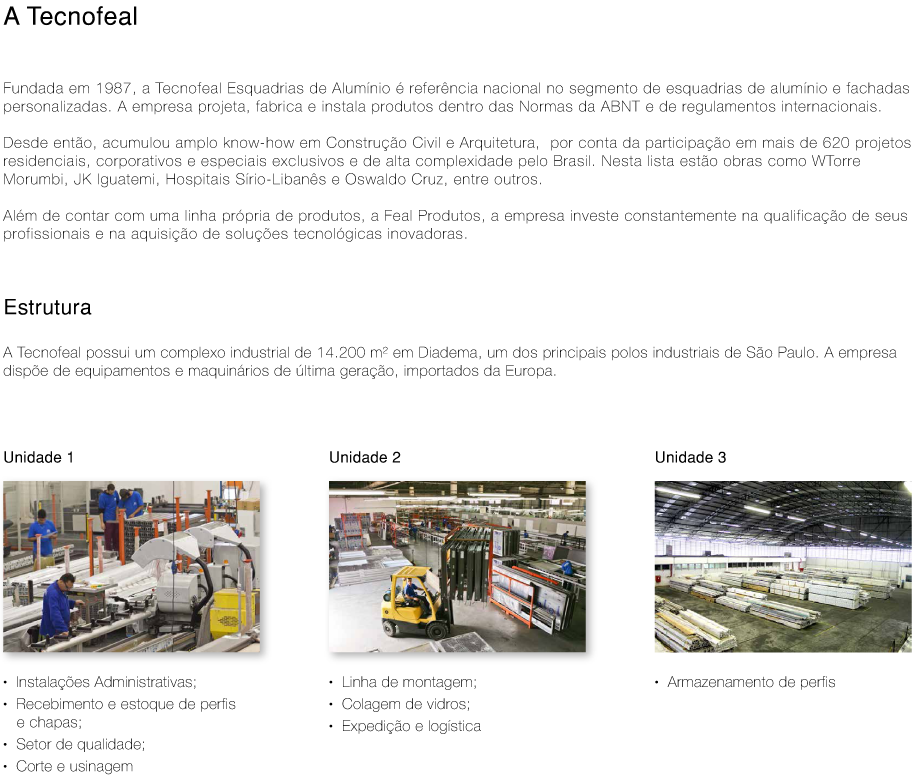 A Tecnofeal
Fundada em 1987, a Tecnofeal Esquadrias de Alumínio é referência nacional no segmento de esquadrias de alumínio e fachadas
personalizadas. A empresa projeta, fabrica e instala produtos dentro das Normas da ABNT e de regulamentos internacionais.
Desde então, acumulou amplo know-how em Construção Civil e Arquitetura,  por conta da participação em mais de 620 projetos
residenciais, corporativos e especiais exclusivos e de alta complexidade pelo Brasil. Nesta lista estão obras como WTorre
Morumbi, JK Iguatemi, Hospitais Sírio-Libanês e Oswaldo Cruz, entre outros.
Além de contar com uma linha própria de produtos, a Feal Produtos, a empresa investe constantemente na qualificação de seus
profissionais e na aquisição de soluções tecnológicas inovadoras.
Estrutura
A Tecnofeal possui um complexo industrial de 14.200 m² em Diadema, um dos principais polos industriais de São Paulo. A empresa
dispõe de equipamentos e maquinários de última geração, importados da Europa.
Unidade 1
• Instalações Administrativas;
• Recebimento e estoque de perfis
e chapas;
• Setor de qualidade;
• Corte e usinagem
Unidade 2
• Linha de montagem;
• Colagem de vidros;
• Expedição e logística
Unidade 3
• Armazenamento de perfis